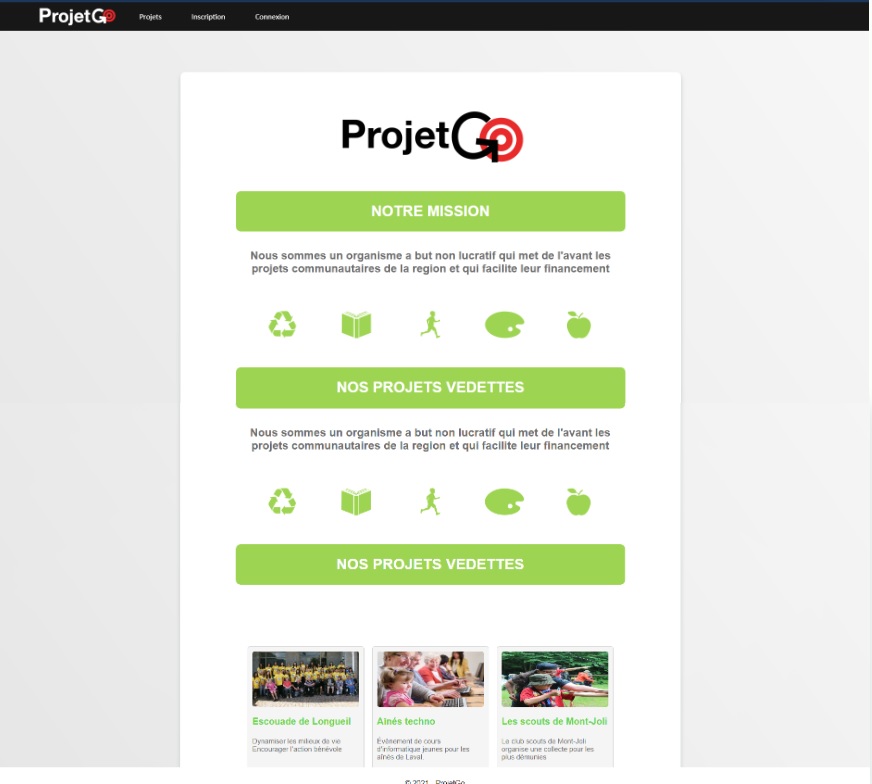 ProjetGo
Projets Inscription Connexion
ProjetGo
NOTRE MISSION
Nous sommes un organisme a but non lucratif qui met de l'avant les
projets communautaires de la region et qui facilite leur financement
NOS PROJETS VEDETTES
Nous sommes un organisme a but non lucratif qui met de l'avant les
projets communautaires de la region et qui facilite leur financement
NOS PROJETS VEDETTES
Escouade de Longueil
Dynamiser les milieux de vie
Encourager l'action bénévole
Aînés techno
Évènement de cours
d'informatique jeunes pour les
aînés de Laval.
Les scouts de Mont-Joli
La club scouts de Mont-Joli
organise une collecte pour les
plus démunies
© 2021 - ProjetGo